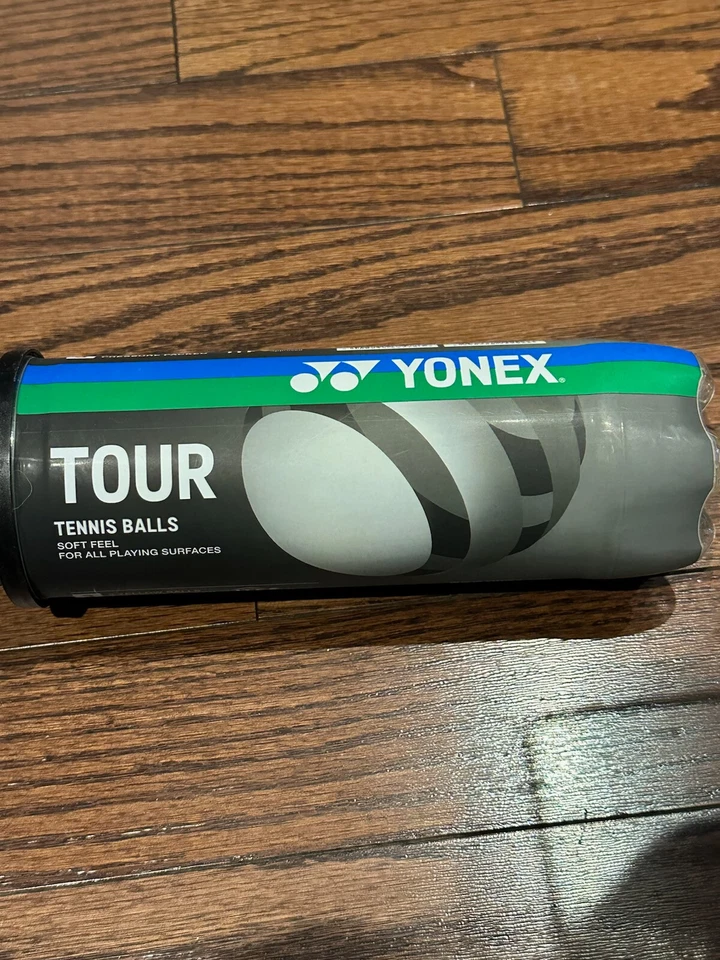 YONEX
TOUR
TENNIS BALLS
SOFT FEEL
FOR ALL PLAYING SURFACES